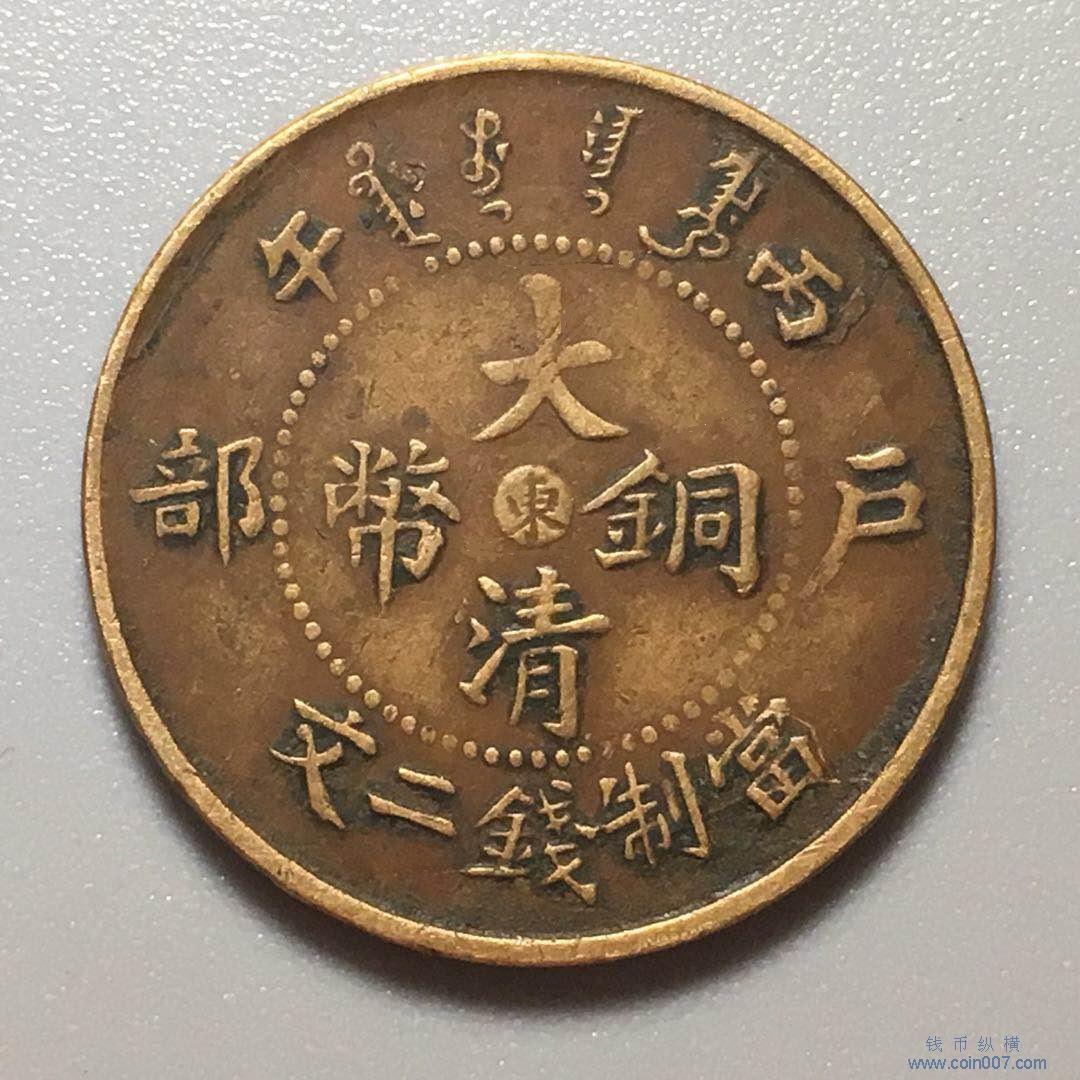 丙午
戶部
大清銅幣
東
當制錢二文
钱币纵横
www.coin007.com